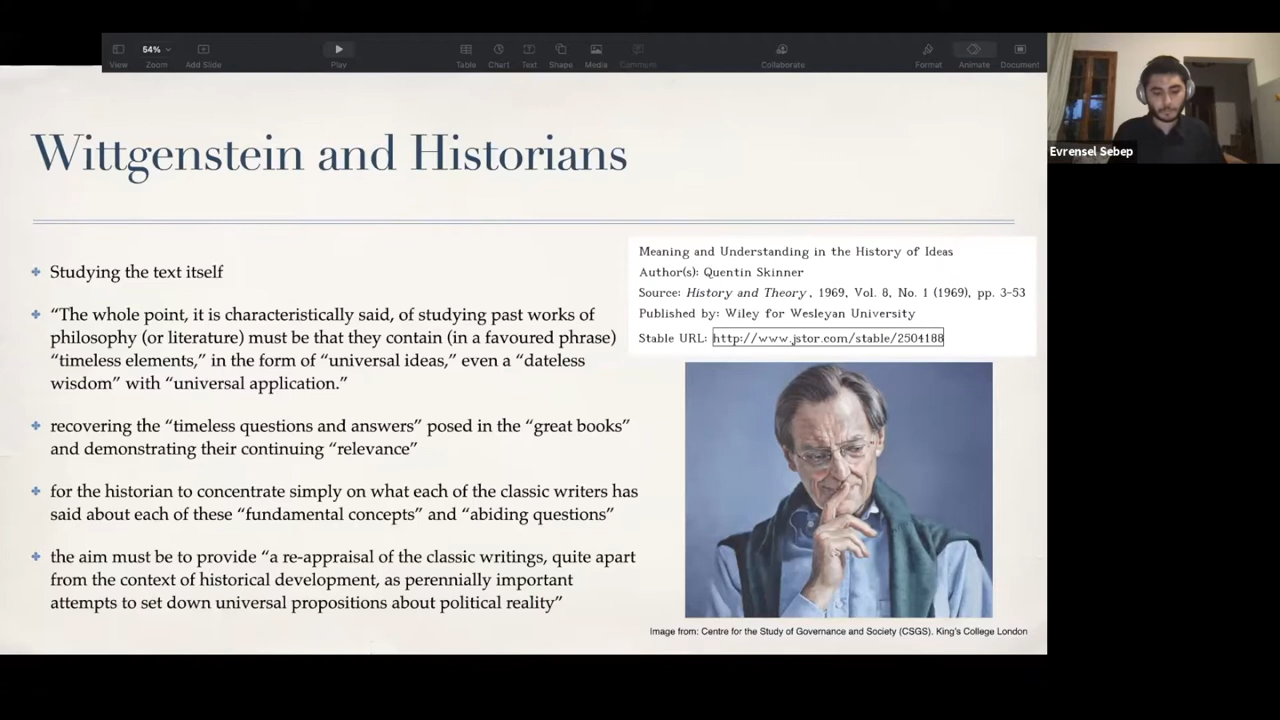 54%
View
Zoom
Add Slide
Play
Table
Chart
Text
Shape
Media
Comment
Collaborate
Format
Animate
Document
Evrensel Sebep
Wittgenstein and Historians
Studying the text itself
“The whole point, it is characteristically said, of studying past works of
philosophy (or literature) must be that they contain (in a favoured phrase)
“timeless elements,” in the form of “universal ideas,” even a “dateless
wisdom” with “universal application.”
recovering the “timeless questions and answers” posed in the “great books”
and demonstrating their continuing “relevance”
for the historian to concentrate simply on what each of the classic writers has
said about each of these “fundamental concepts” and “abiding questions”
the aim must be to provide “a re-appraisal of the classic writings, quite apart
from the context of historical development, as perennially important
attempts to set down universal propositions about political reality”
Meaning and Understanding in the History of Ideas
Author(s): Quentin Skinner
Source: History and Theory, 1969, Vol. 8, No. 1 (1969), pp. 3-53
Published by: Wiley for Wesleyan University
Stable URL: http://www.jstor.com/stable/2504188
Image from: Centre for the Study of Governance and Society (CSGS). King's College London